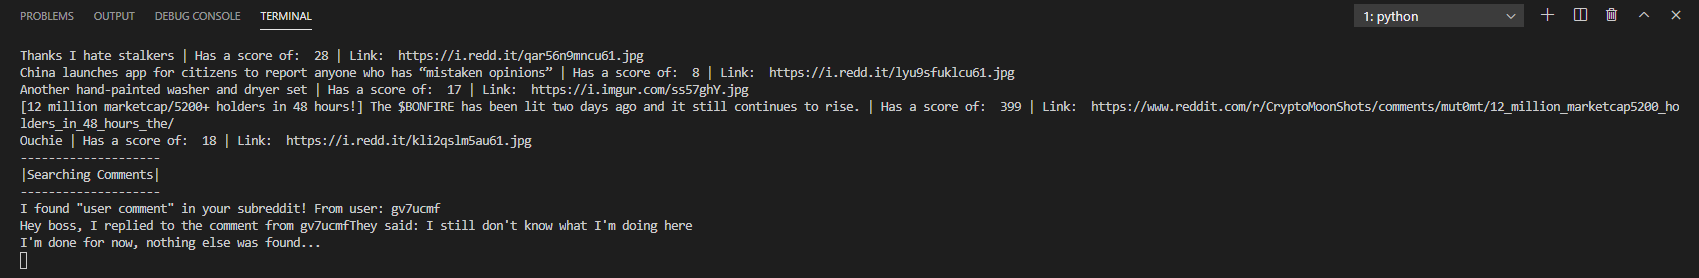 PROBLEMS OUTPUT DEBUG CONSOLE TERMINAL 1: python
Thanks I hate stalkers | Has a score of:  28 | Link:  https://i.redd.it/qar56n9mncu61.jpg
China launches app for citizens to report anyone who has “mistaken opinions” | Has a score of:  8 | Link:  https://i.redd.it/lyu9sfuklcu61.jpg
Another hand-painted washer and dryer set | Has a score of:  17 | Link:  https://i.imgur.com/ss57ghY.jpg
[12 million marketcap/5200+ holders in 48 hours!] The $BONFIRE has been lit two days ago and it still continues to rise. | Has a score of:  399 | Link:  https://www.reddit.com/r/CryptoMoonShots/comments/mut0mt/12_million_marketcap5200_ho
lders_in_48_hours_the/
Ouchie | Has a score of:  18 | Link:  https://i.redd.it/kli2qslm5au61.jpg
--------------------
|Searching Comments|
--------------------
I found "user comment" in your subreddit! From user: gv7ucmf
Hey boss, I replied to the comment from gv7ucmfThey said: I still don't know what I'm doing here
I'm done for now, nothing else was found...